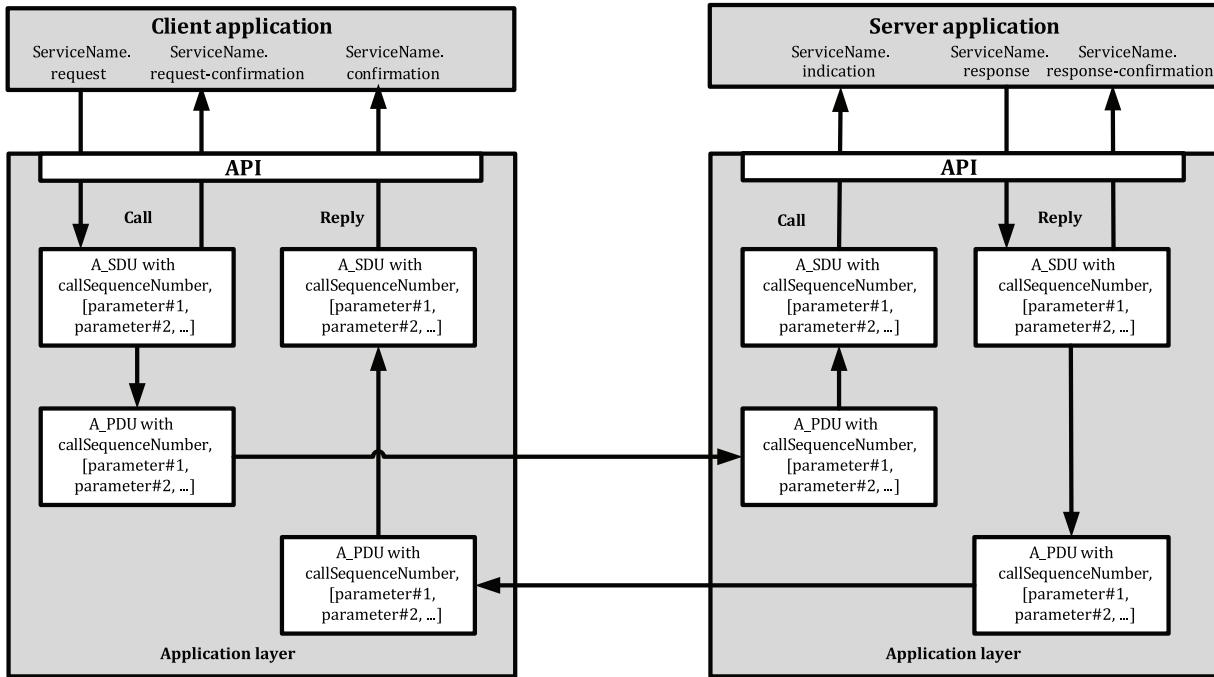 Client application
ServiceName.
request
ServiceName.
request-confirmation
ServiceName.
confirmation
API
Call
Reply
A_SDU with
callSequenceNumber,
[parameter#1,
parameter#2, ...]
A_SDU with
callSequenceNumber,
[parameter#1,
parameter#2, ...]
A_PDU with
callSequenceNumber,
[parameter#1,
parameter#2, ...]
A_PDU with
callSequenceNumber,
[parameter#1,
parameter#2, ...]
Application layer
Server application
ServiceName.
indication
ServiceName.
response
ServiceName.
response-confirmation
API
Call
Reply
A_SDU with
callSequenceNumber,
[parameter#1,
parameter#2, ...]
A_SDU with
callSequenceNumber,
[parameter#1,
parameter#2, ...]
A_PDU with
callSequenceNumber,
[parameter#1,
parameter#2, ...]
A_PDU with
callSequenceNumber,
[parameter#1,
parameter#2, ...]
Application layer